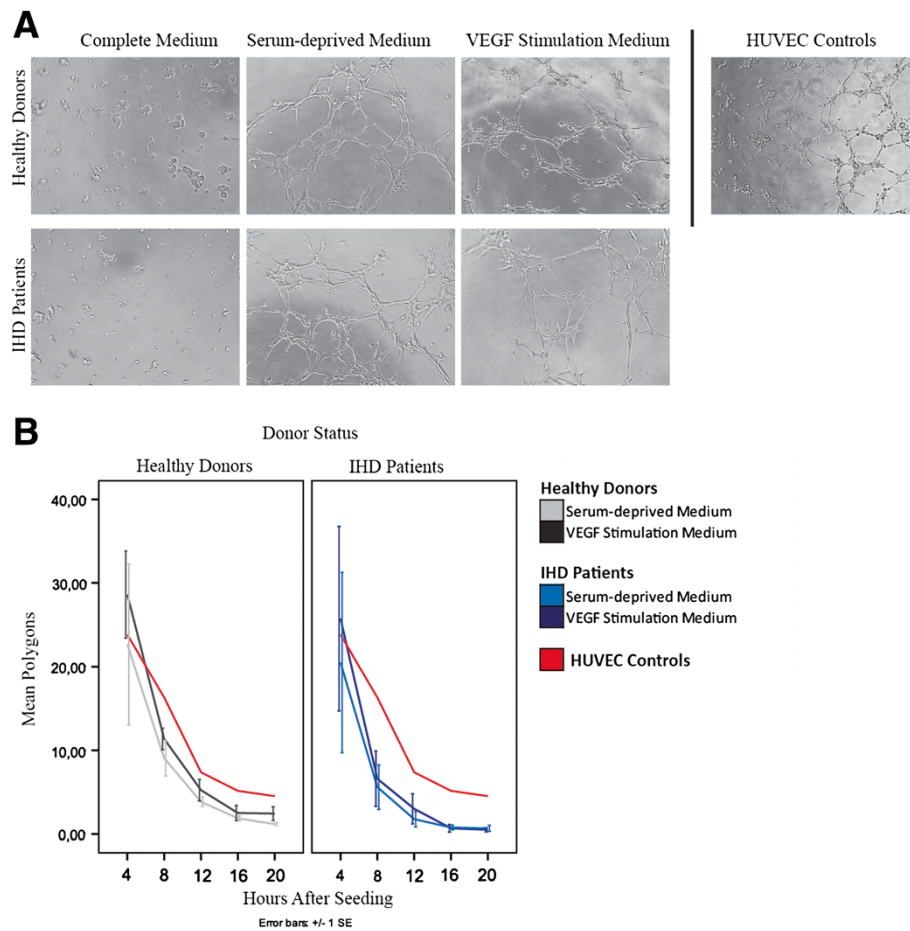 A
Complete Medium Serum-deprived Medium VEGF Stimulation Medium HUVEC Controls
Healthy Donors
IHD Patients
B
Donor Status
Healthy Donors IHD Patients
Mean Polygons
40,00
30,00
20,00
10,00
0,00
4 8 12 16 20 4 8 12 16 20
Hours After Seeding
Error bars: +/- 1 SE
Healthy Donors
Serum-deprived Medium
VEGF Stimulation Medium
IHD Patients
Serum-deprived Medium
VEGF Stimulation Medium
HUVEC Controls